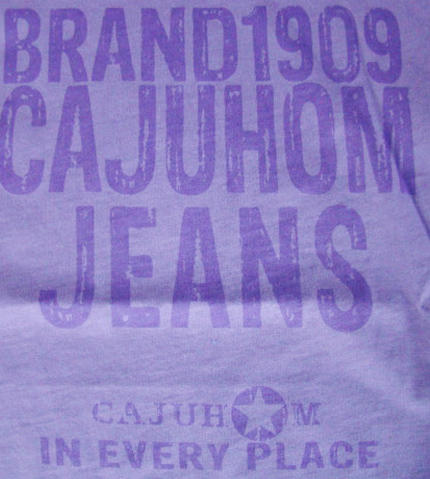 BRAND1909
CAJUHOM
JEANS
CAJUHOM
IN EVERY PLACE